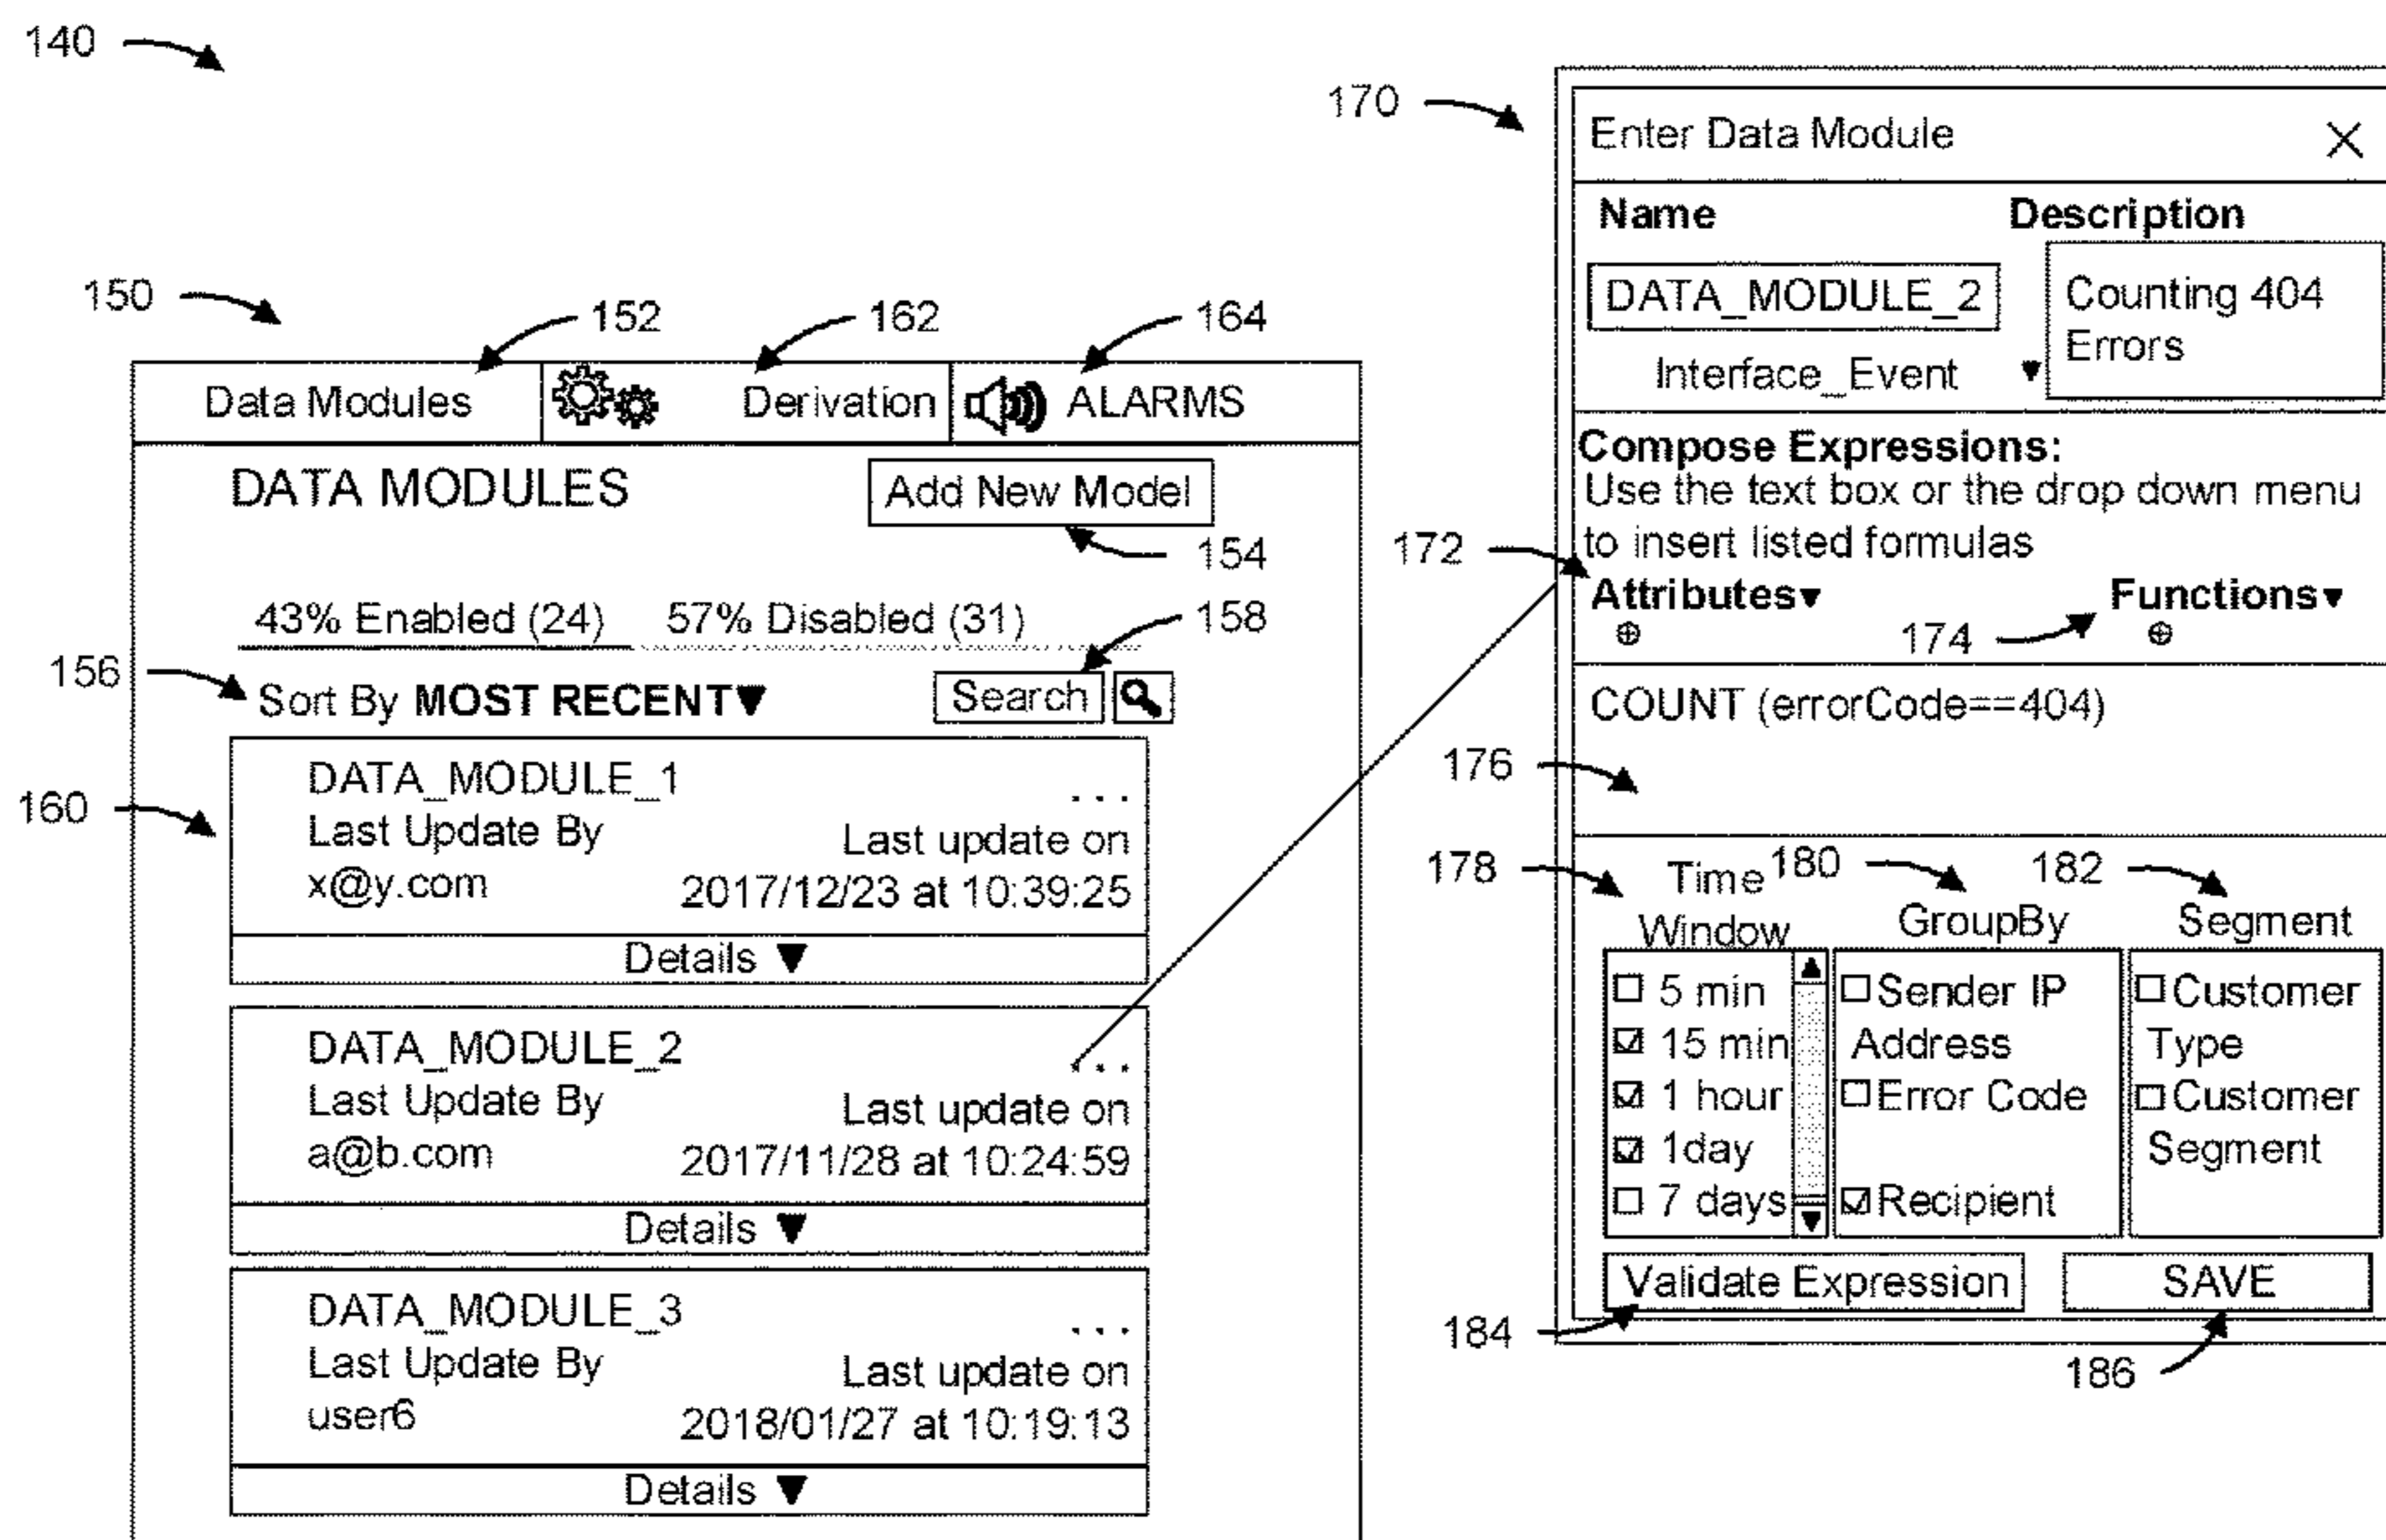 140
150
152
162
164
Data Modules
Derivation
ALARMS
DATA MODULES
Add New Model
154
43% Enabled (24)
57% Disabled (31)
158
156
Sort By MOST RECENT▼
Search
160
DATA_MODULE_1
...
Last Update By
Last update on
x@y.com
2017/12/23 at 10:39:25
Details ▼
DATA_MODULE_2
...
Last Update By
Last update on
a@b.com
2017/11/28 at 10:24:59
Details ▼
DATA_MODULE_3
...
Last Update By
Last update on
user6
2018/01/27 at 10:19:13
Details ▼
170
Enter Data Module
Name
Description
DATA_MODULE_2
Counting 404
Errors
Interface_Event ▼
Compose Expressions:
Use the text box or the drop down menu
to insert listed formulas
172
Attributes▼
174
Functions▼
COUNT (errorCode==404)
176
178
Time
Window
180
GroupBy
182
Segment
5 min
15 min
1 hour
1day
7 days
Sender IP
Address
Error Code
Recipient
Customer
Type
Customer
Segment
Validate Expression
SAVE
184
186